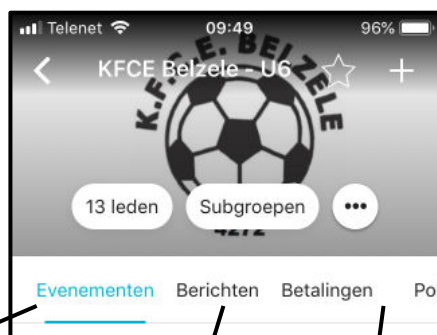 Telenet 09:49 96%
K.F.C.E. BELZELE
KFCE Belzele - U6
13 leden Subgroepen
4272
Evenementen Berichten Betalingen Po